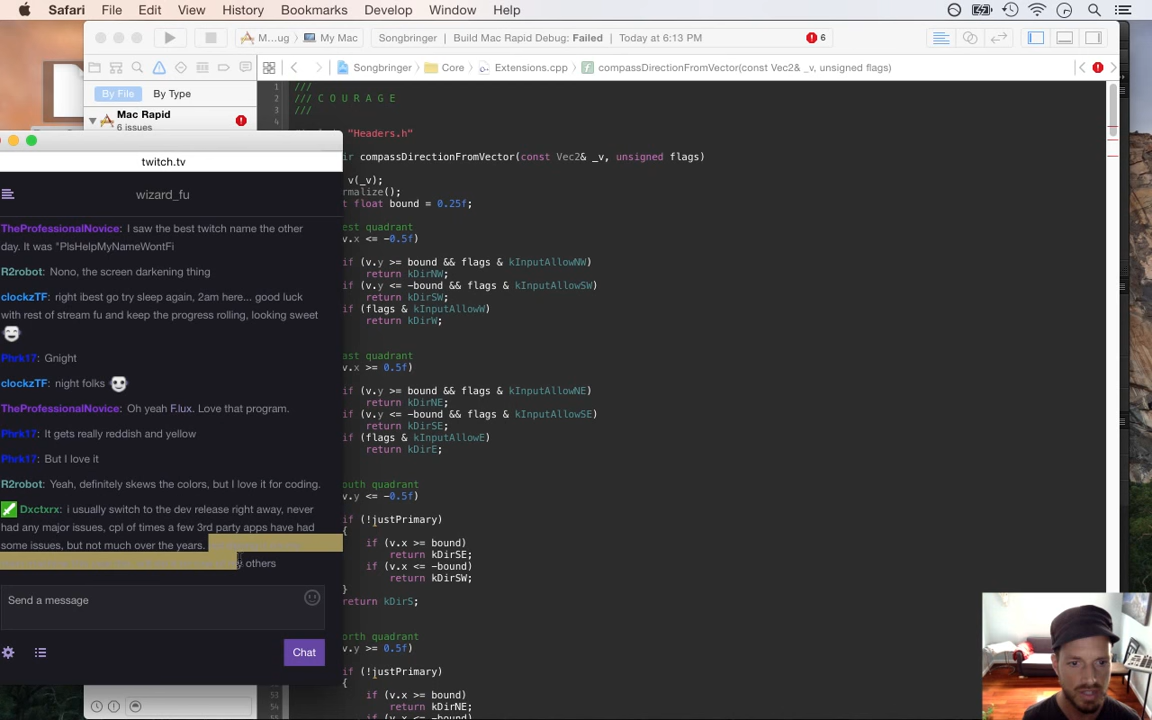 Safari File Edit View History Bookmarks Develop Window Help
M...ug My Mac Songbringer Build Mac Rapid Debug: Failed Today at 6:13 PM 6
Songbringer Core Extensions.cpp compassDirectionFromVector(const Vec2& _v, unsigned flags)
By File By Type
Mac Rapid
6 issues
twitch.tv
wizard_fu
TheProfessionalNovice: I saw the best twitch name the other
day. It was "PlsHelpMyNameWontFi
R2robot: Nono, the screen darkening thing
clockzTF: right ibest go try sleep again, 2am here... good luck
with rest of stream fu and keep the progress rolling, looking sweet
Phrk17: Gnight
clockzTF: night folks
TheProfessionalNovice: Oh yeah F.lux. Love that program.
Phrk17: It gets really reddish and yellow
Phrk17: But I love it
R2robot: Yeah, definitely skews the colors, but I love it for coding.
Dxctxrx: i usually switch to the dev release right away, never
had any major issues, cpl of times a few 3rd party apps have had
some issues, but not much over the years.
others
Send a message
Chat
1 ///
2 /// C O U R A G E
3 ///
4
"Headers.h"
ir compassDirectionFromVector(const Vec2& _v, unsigned flags)
v(_v);
rmalize();
t float bound = 0.25f;
est quadrant
(v.x <= -0.5f)
if (v.y >= bound && flags & kInputAllowNW)
return kDirNW;
if (v.y <= -bound && flags & kInputAllowSW)
return kDirSW;
if (flags & kInputAllowW)
return kDirW;
ast quadrant
(v.x >= 0.5f)
if (v.y >= bound && flags & kInputAllowNE)
return kDirNE;
if (v.y <= -bound && flags & kInputAllowSE)
return kDirSE;
if (flags & kInputAllowE)
return kDirE;
outh quadrant
(v.y <= -0.5f)
if (!justPrimary)
{
if (v.x >= bound)
return kDirSE;
if (v.x <= -bound)
return kDirSW;
}
return kDirS;
orth quadrant
(v.y >= 0.5f)
if (!justPrimary)
{
53 if (v.x >= bound)
54 return kDirNE;
55 if (v.x <= -bound)